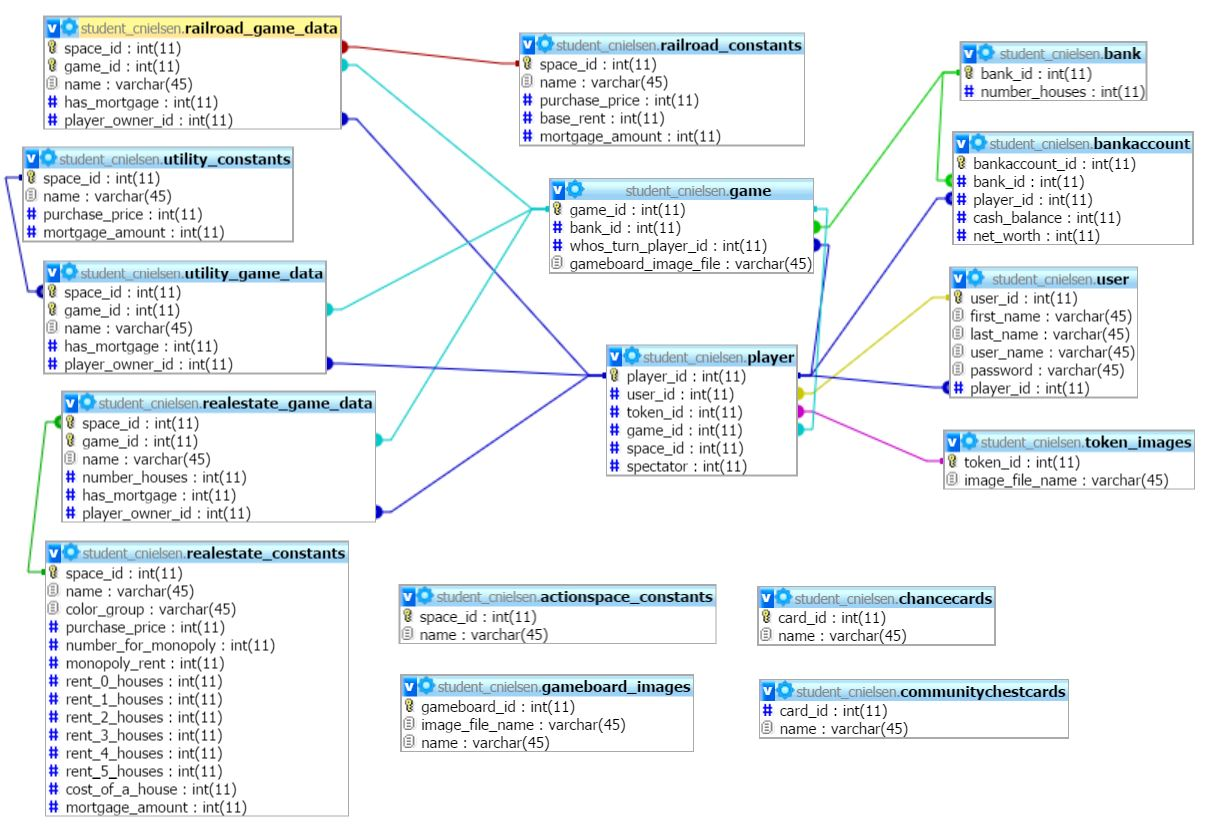 student_cnielsen.railroad_game_data
space_id : int(11)
game_id : int(11)
name : varchar(45)
has_mortgage : int(11)
player_owner_id : int(11)
student_cnielsen.railroad_constants
space_id : int(11)
name : varchar(45)
purchase_price : int(11)
base_rent : int(11)
mortgage_amount : int(11)
student_cnielsen.bank
bank_id : int(11)
number_houses : int(11)
student_cnielsen.utility_constants
space_id : int(11)
name : varchar(45)
purchase_price : int(11)
mortgage_amount : int(11)
student_cnielsen.game
game_id : int(11)
bank_id : int(11)
whos_turn_player_id : int(11)
gameboard_image_file : varchar(45)
student_cnielsen.bankaccount
bankaccount_id : int(11)
bank_id : int(11)
player_id : int(11)
cash_balance : int(11)
net_worth : int(11)
student_cnielsen.utility_game_data
space_id : int(11)
game_id : int(11)
name : varchar(45)
has_mortgage : int(11)
player_owner_id : int(11)
student_cnielsen.user
user_id : int(11)
first_name : varchar(45)
last_name : varchar(45)
user_name : varchar(45)
password : varchar(45)
player_id : int(11)
student_cnielsen.player
player_id : int(11)
user_id : int(11)
token_id : int(11)
game_id : int(11)
space_id : int(11)
spectator : int(11)
student_cnielsen.realestate_game_data
space_id : int(11)
game_id : int(11)
name : varchar(45)
number_houses : int(11)
has_mortgage : int(11)
player_owner_id : int(11)
student_cnielsen.token_images
token_id : int(11)
image_file_name : varchar(45)
student_cnielsen.realestate_constants
space_id : int(11)
name : varchar(45)
color_group : varchar(45)
purchase_price : int(11)
number_for_monopoly : int(11)
monopoly_rent : int(11)
rent_0_houses : int(11)
rent_1_houses : int(11)
rent_2_houses : int(11)
rent_3_houses : int(11)
rent_4_houses : int(11)
rent_5_houses : int(11)
cost_of_a_house : int(11)
mortgage_amount : int(11)
student_cnielsen.actionspace_constants
space_id : int(11)
name : varchar(45)
student_cnielsen.chancecards
card_id : int(11)
name : varchar(45)
student_cnielsen.gameboard_images
gameboard_id : int(11)
image_file_name : varchar(45)
name : varchar(45)
student_cnielsen.communitychestcards
card_id : int(11)
name : varchar(45)